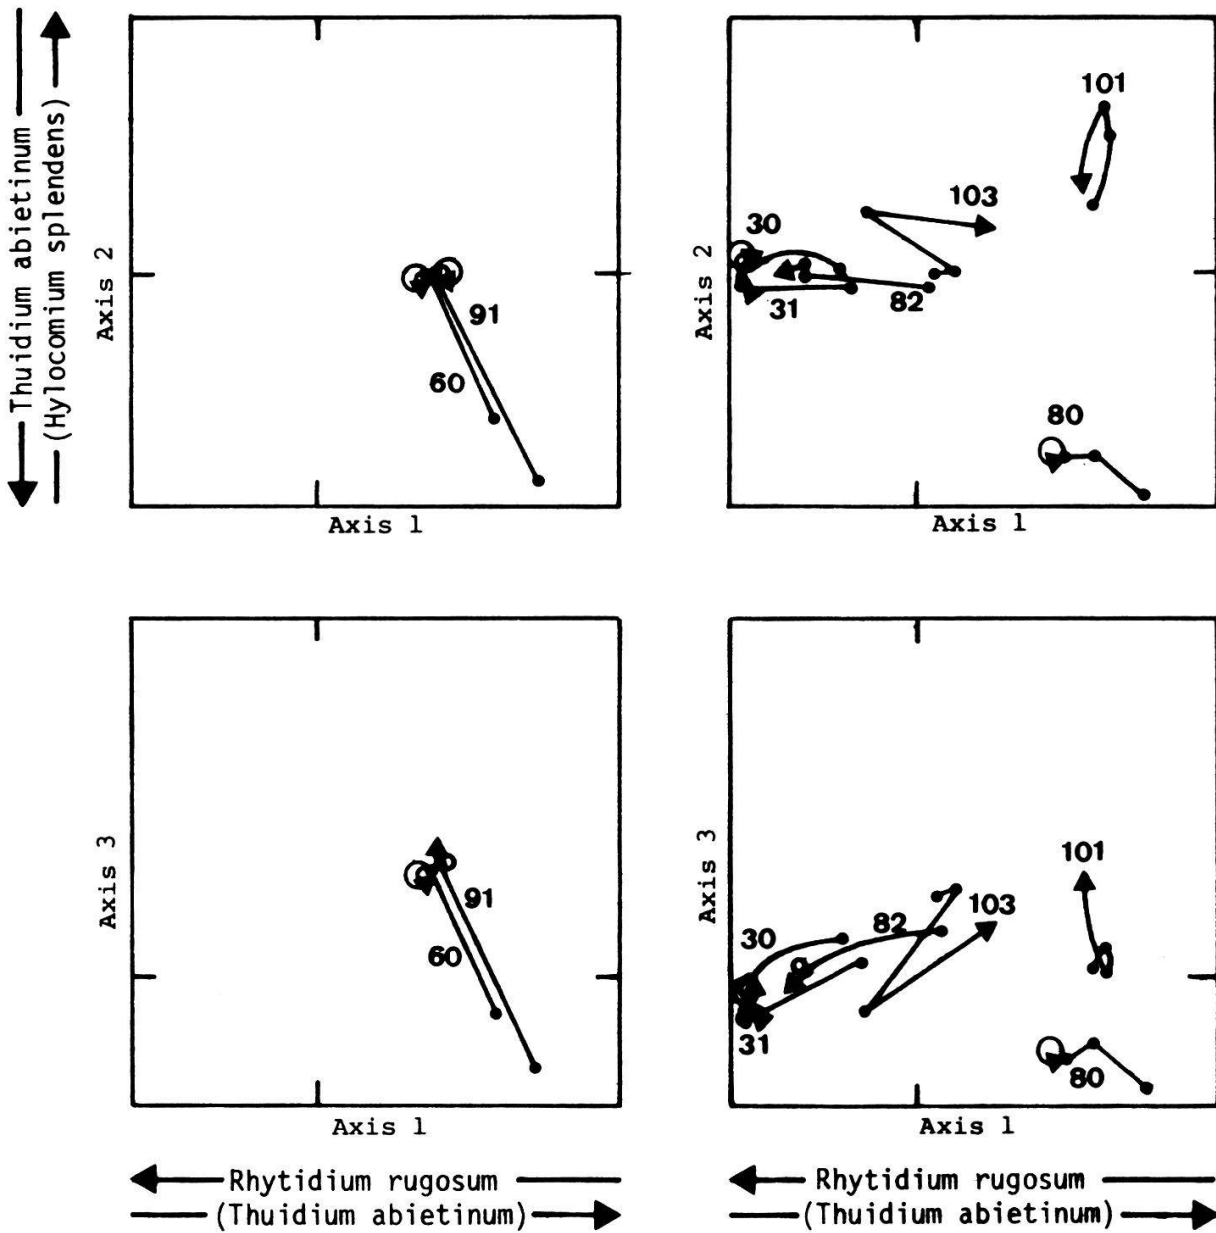 Thuidium abietinum
(Hylocomium splendens)
Axis 2
91
60
Axis 1
Axis 2
101
103
30
31
82
80
Axis 1
Axis 3
91
60
Axis 1
Rhytidium rugosum
(Thuidium abietinum)
Axis 3
101
103
82
30
31
80
Axis 1
Rhytidium rugosum
(Thuidium abietinum)